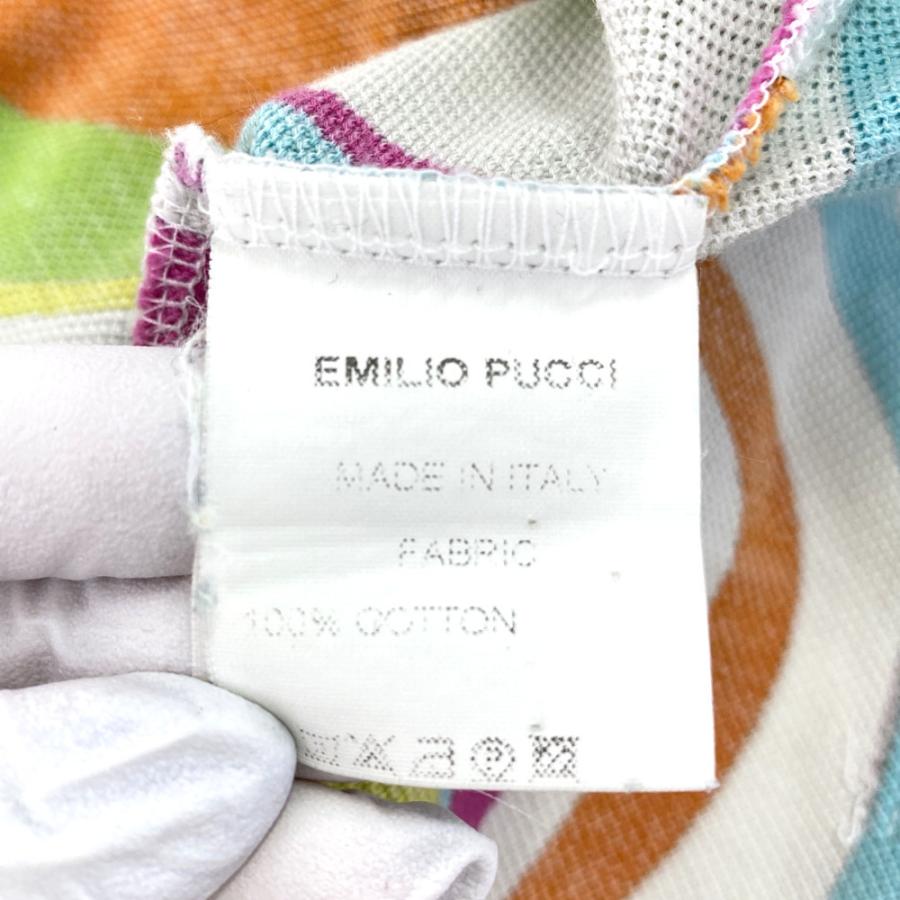 EMILIO PUCCI
MADE IN ITALY
FABRIC
100% COTTON